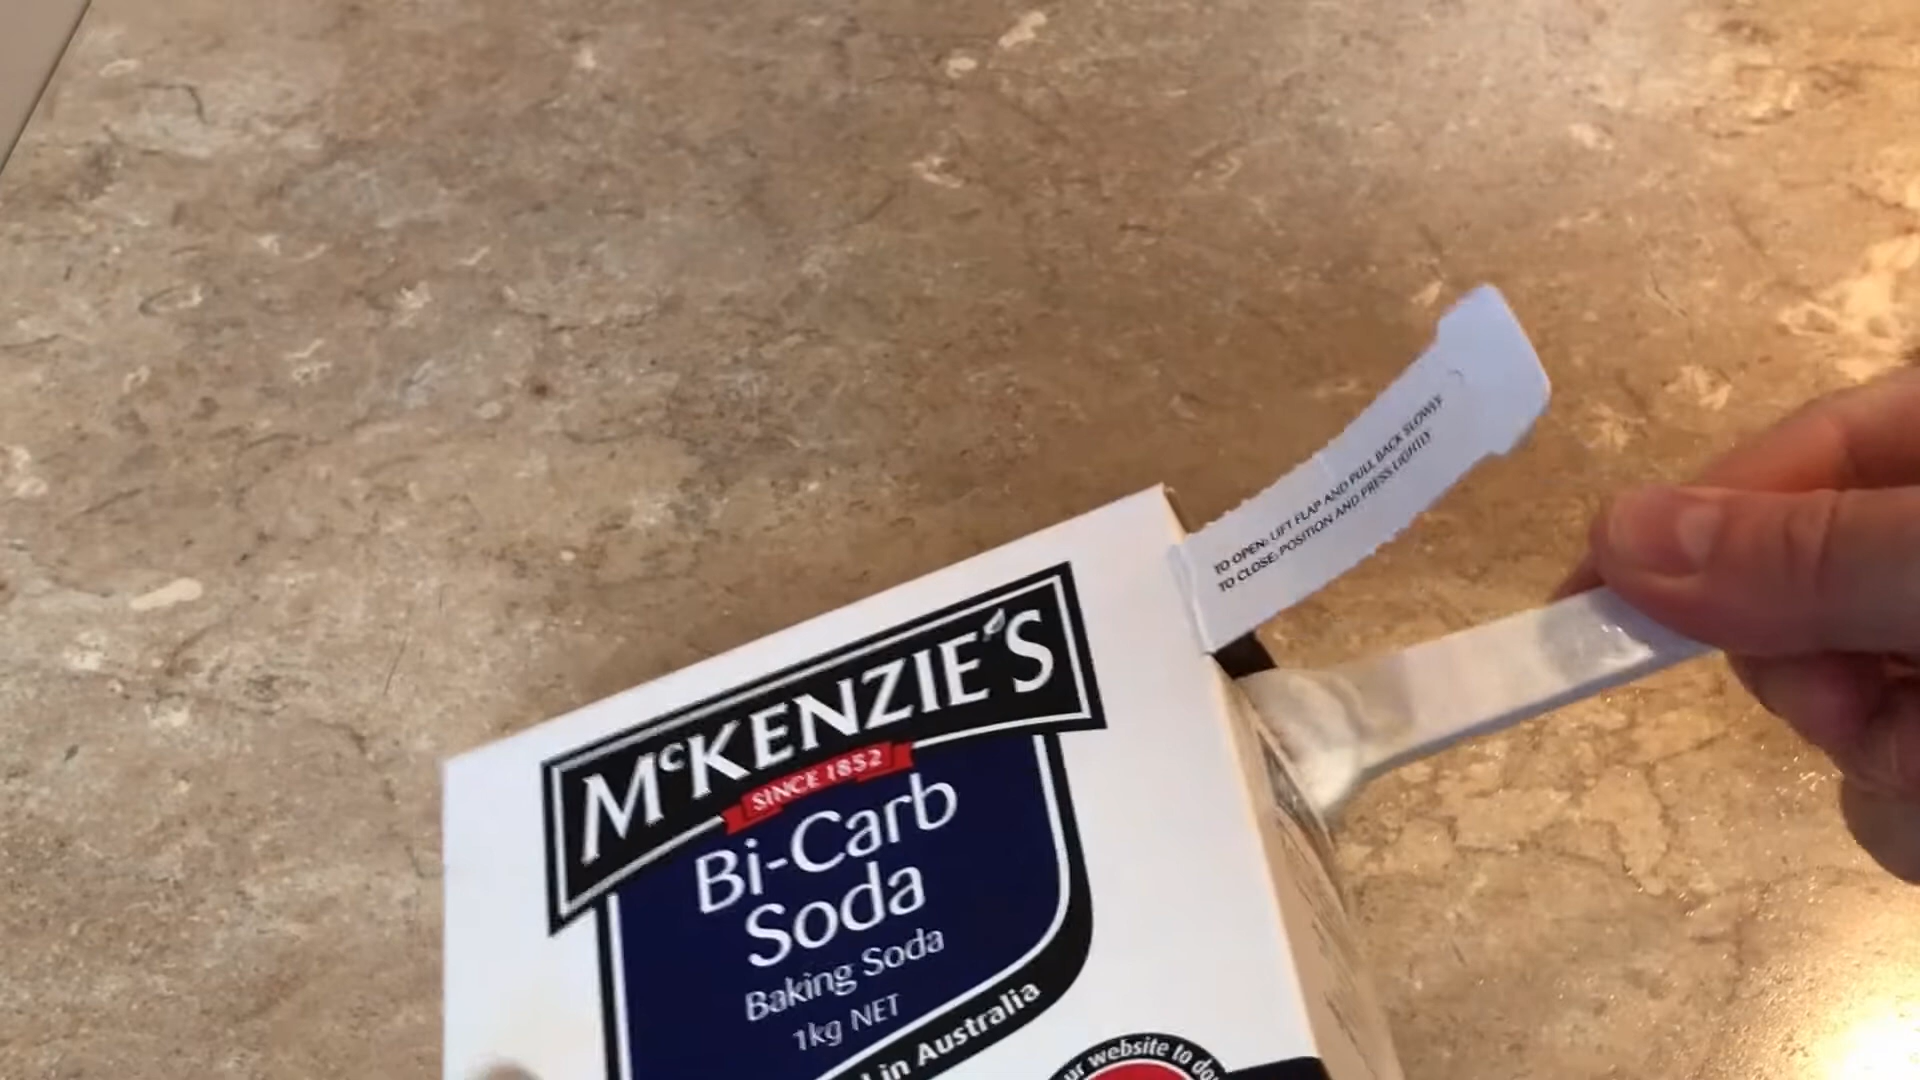 TO OPEN: LIFT FLAP AND PULL BACK SLOWLY
TO CLOSE: POSITION AND PRESS LIGHTLY
McKENZIE'S
SINCE 1852
Bi-Carb
Soda
Baking Soda
1kg NET
in Australia
website to